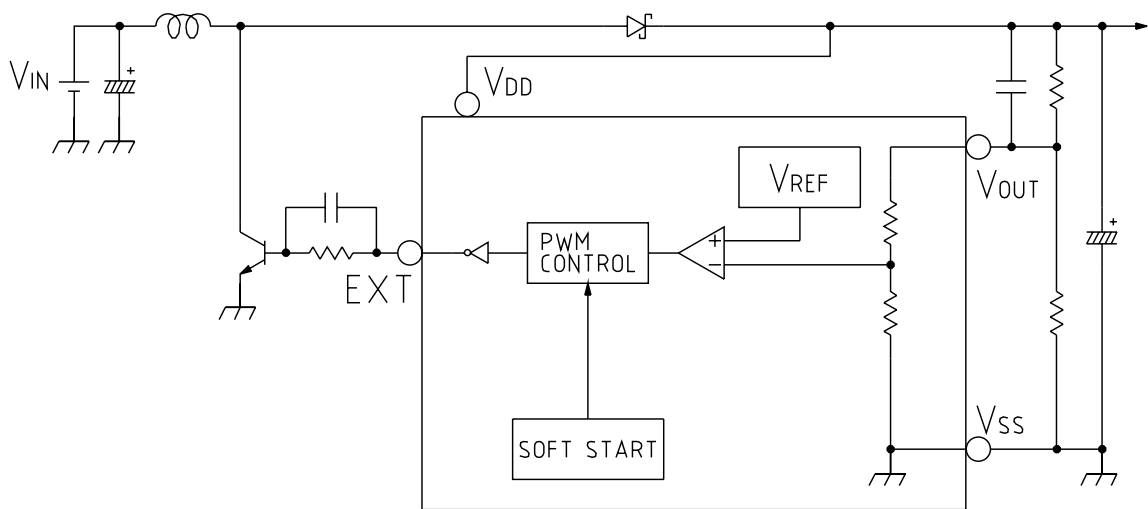 VIN
+
VDD
VREF
VOUT
+
PWM
CONTROL
+
−
EXT
VSS
SOFT START